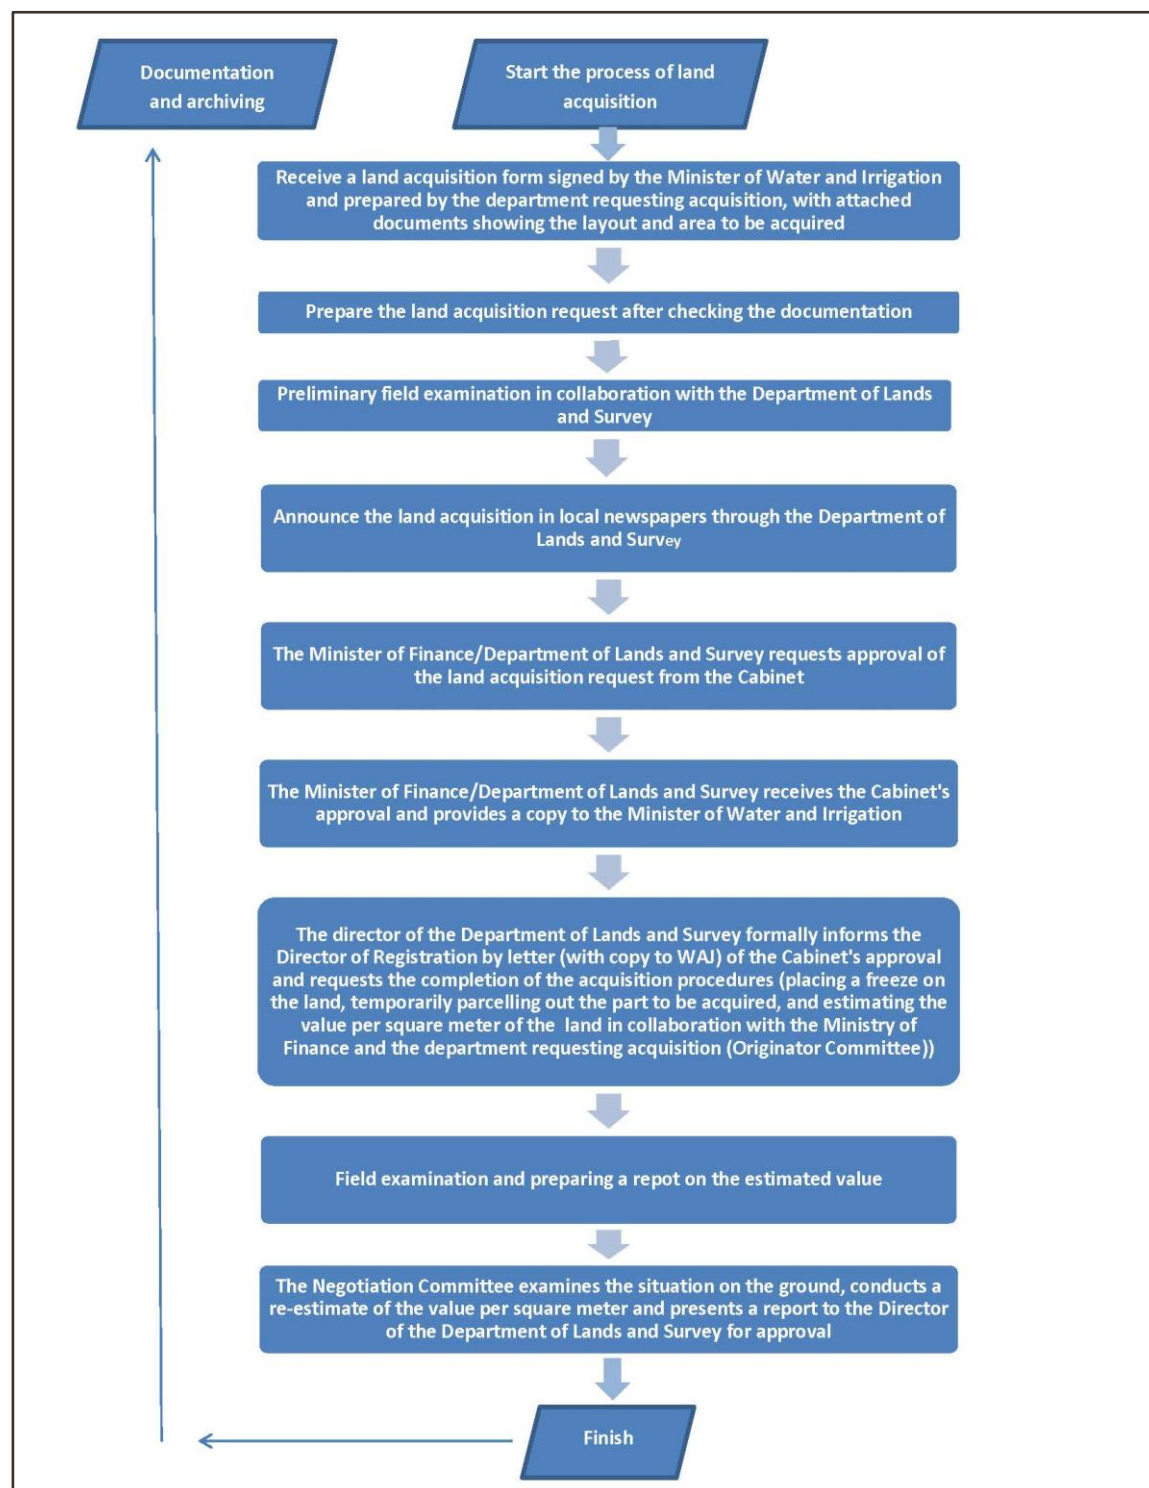 Documentation
and archiving
Start the process of land
acquisition
Receive a land acquisition form signed by the Minister of Water and Irrigation
and prepared by the department requesting acquisition, with attached
documents showing the layout and area to be acquired
Prepare the land acquisition request after checking the documentation
Preliminary field examination in collaboration with the Department of Lands
and Survey
Announce the land acquisition in local newspapers through the Department of
Lands and Survey
The Minister of Finance/Department of Lands and Survey requests approval of
the land acquisition request from the Cabinet
The Minister of Finance/Department of Lands and Survey receives the Cabinet's
approval and provides a copy to the Minister of Water and Irrigation
The director of the Department of Lands and Survey formally informs the
Director of Registration by letter (with copy to WAJ) of the Cabinet's approval
and requests the completion of the acquisition procedures (placing a freeze on
the land, temporarily parcelling out the part to be acquired, and estimating the
value per square meter of the land in collaboration with the Ministry of
Finance and the department requesting acquisition (Originator Committee))
Field examination and preparing a repot on the estimated value
The Negotiation Committee examines the situation on the ground, conducts a
re-estimate of the value per square meter and presents a report to the Director
of the Department of Lands and Survey for approval
Finish